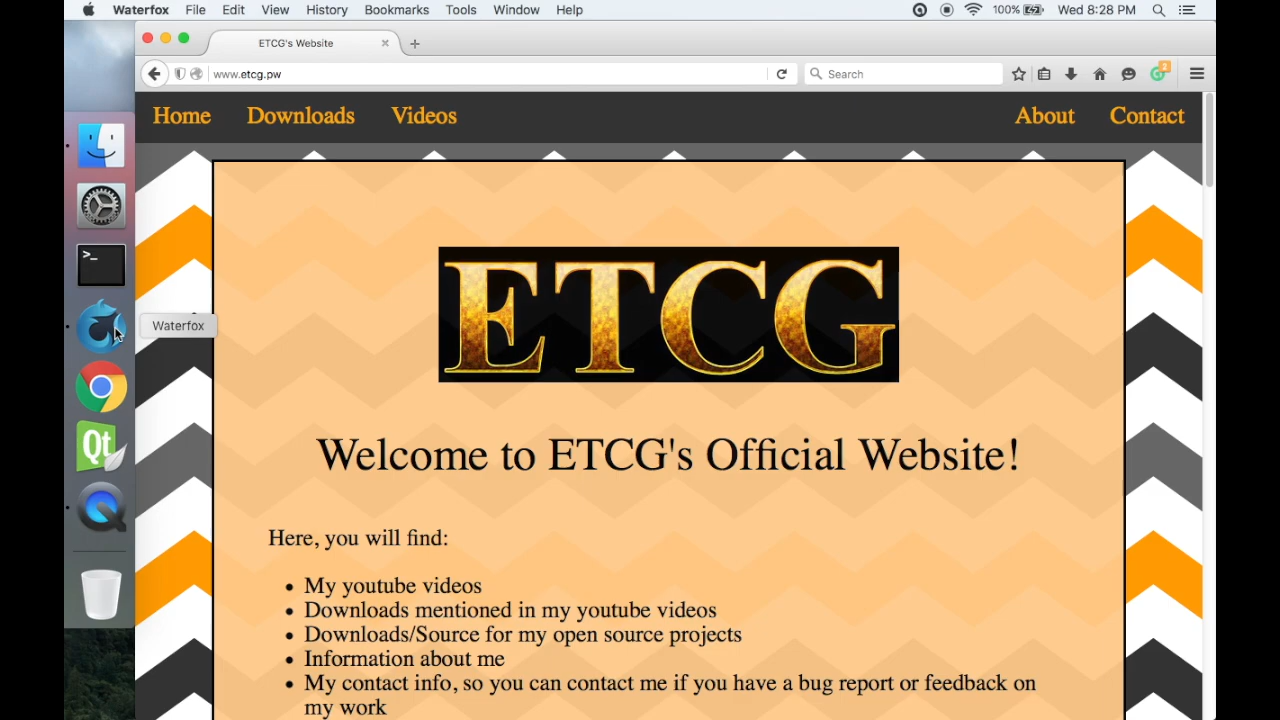 Waterfox File Edit View History Bookmarks Tools Window Help 100% Wed 8:28 PM
ETCG's Website
www.etcg.pw Search 2
Home Downloads Videos About Contact
>_
ETCG
Waterfox
Qt
Welcome to ETCG's Official Website!
Here, you will find:
• My youtube videos
• Downloads mentioned in my youtube videos
• Downloads/Source for my open source projects
• Information about me
• My contact info, so you can contact me if you have a bug report or feedback on
my work